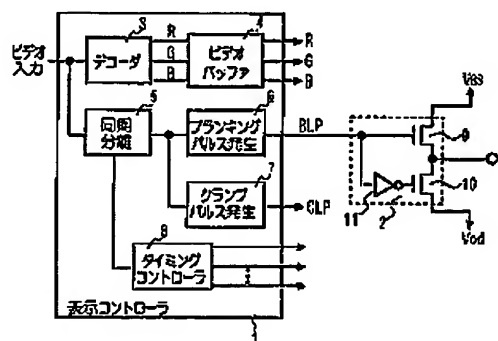 ビデオ
入力
3
デコーダ
R
G
B
4
ビデオ
バッファ
R
G
B
5
同期
分離
6
ブランキング
パルス発生
BLP
7
クランプ
パルス発生
CLP
8
タイミング
コントローラ
表示コントローラ
1
Vss
9
10
11
2
Vod